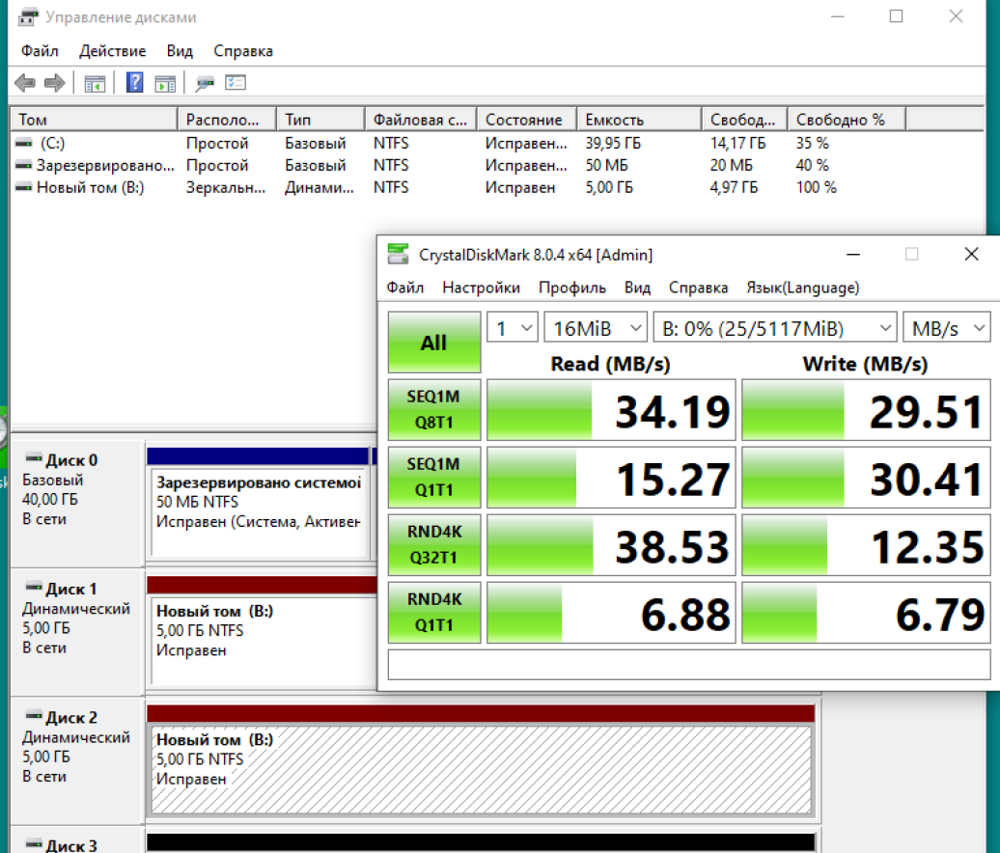 Управление дисками
Файл Действие Вид Справка
Том Располо... Тип Файловая с... Состояние Емкость Свобод... Свободно %
(C:) Простой Базовый NTFS Исправен... 39,95 ГБ 14,17 ГБ 35 %
Зарезервировано... Простой Базовый NTFS Исправен... 50 МБ 20 МБ 40 %
Новый том (B:) Зеркальн... Динами... NTFS Исправен 5,00 ГБ 4,97 ГБ 100 %
CrystalDiskMark 8.0.4 x64 [Admin]
Файл Настройки Профиль Вид Справка Язык(Language)
All 1 16MiB B: 0% (25/5117MiB) MB/s
Read (MB/s) Write (MB/s)
SEQ1M
Q8T1
34.19 29.51
SEQ1M
Q1T1
15.27 30.41
RND4K
Q32T1
38.53 12.35
RND4K
Q1T1
6.88 6.79
Диск 0
Базовый
40,00 ГБ
В сети
Зарезервировано системой
50 МБ NTFS
Исправен (Система, Активен
Диск 1
Динамический
5,00 ГБ
В сети
Новый том (B:)
5,00 ГБ NTFS
Исправен
Диск 2
Динамический
5,00 ГБ
В сети
Новый том (B:)
5,00 ГБ NTFS
Исправен
Диск 3